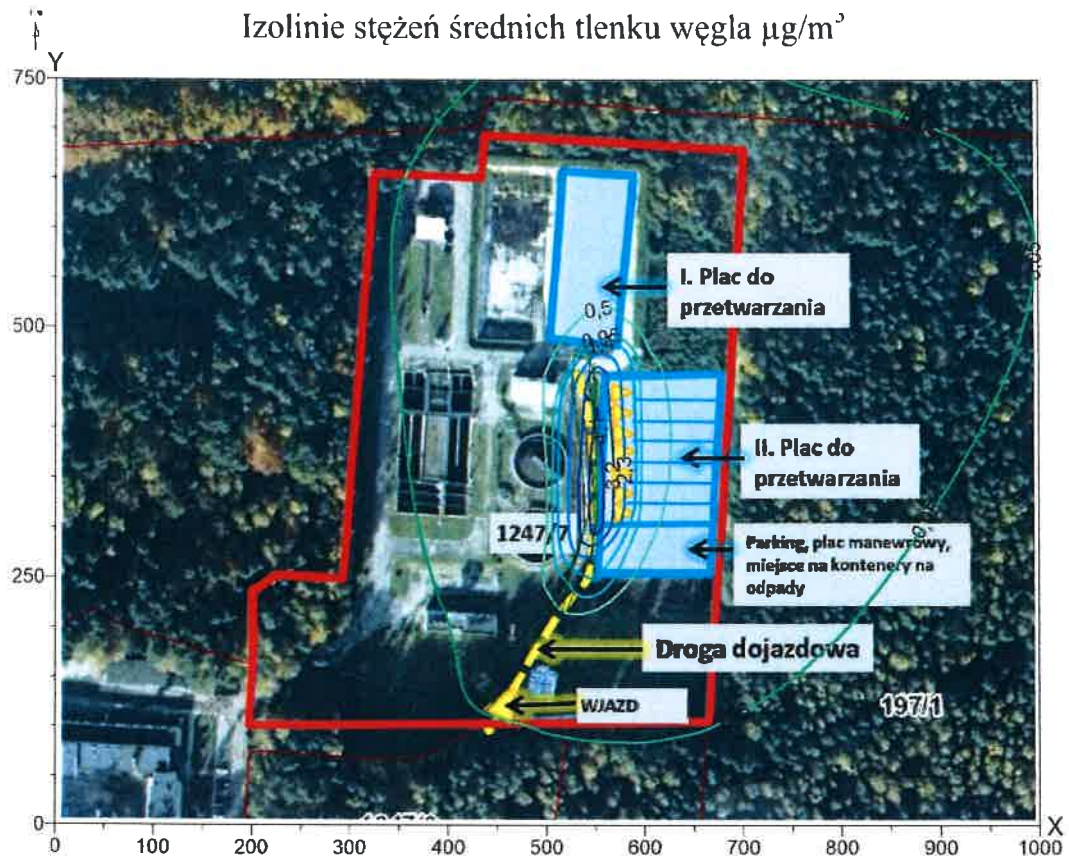 Izolinie stężeń średnich tlenku węgla µg/m³
Y
750
500
250
0
0 100 200 300 400 500 600 700 800 900 1000 X
I. Plac do
przetwarzania
0,5
II. Plac do
przetwarzania
1247/7
Parking, plac manewrowy,
miejsce na kontenery na
odpady
Droga dojazdowa
WJAZD
197/1